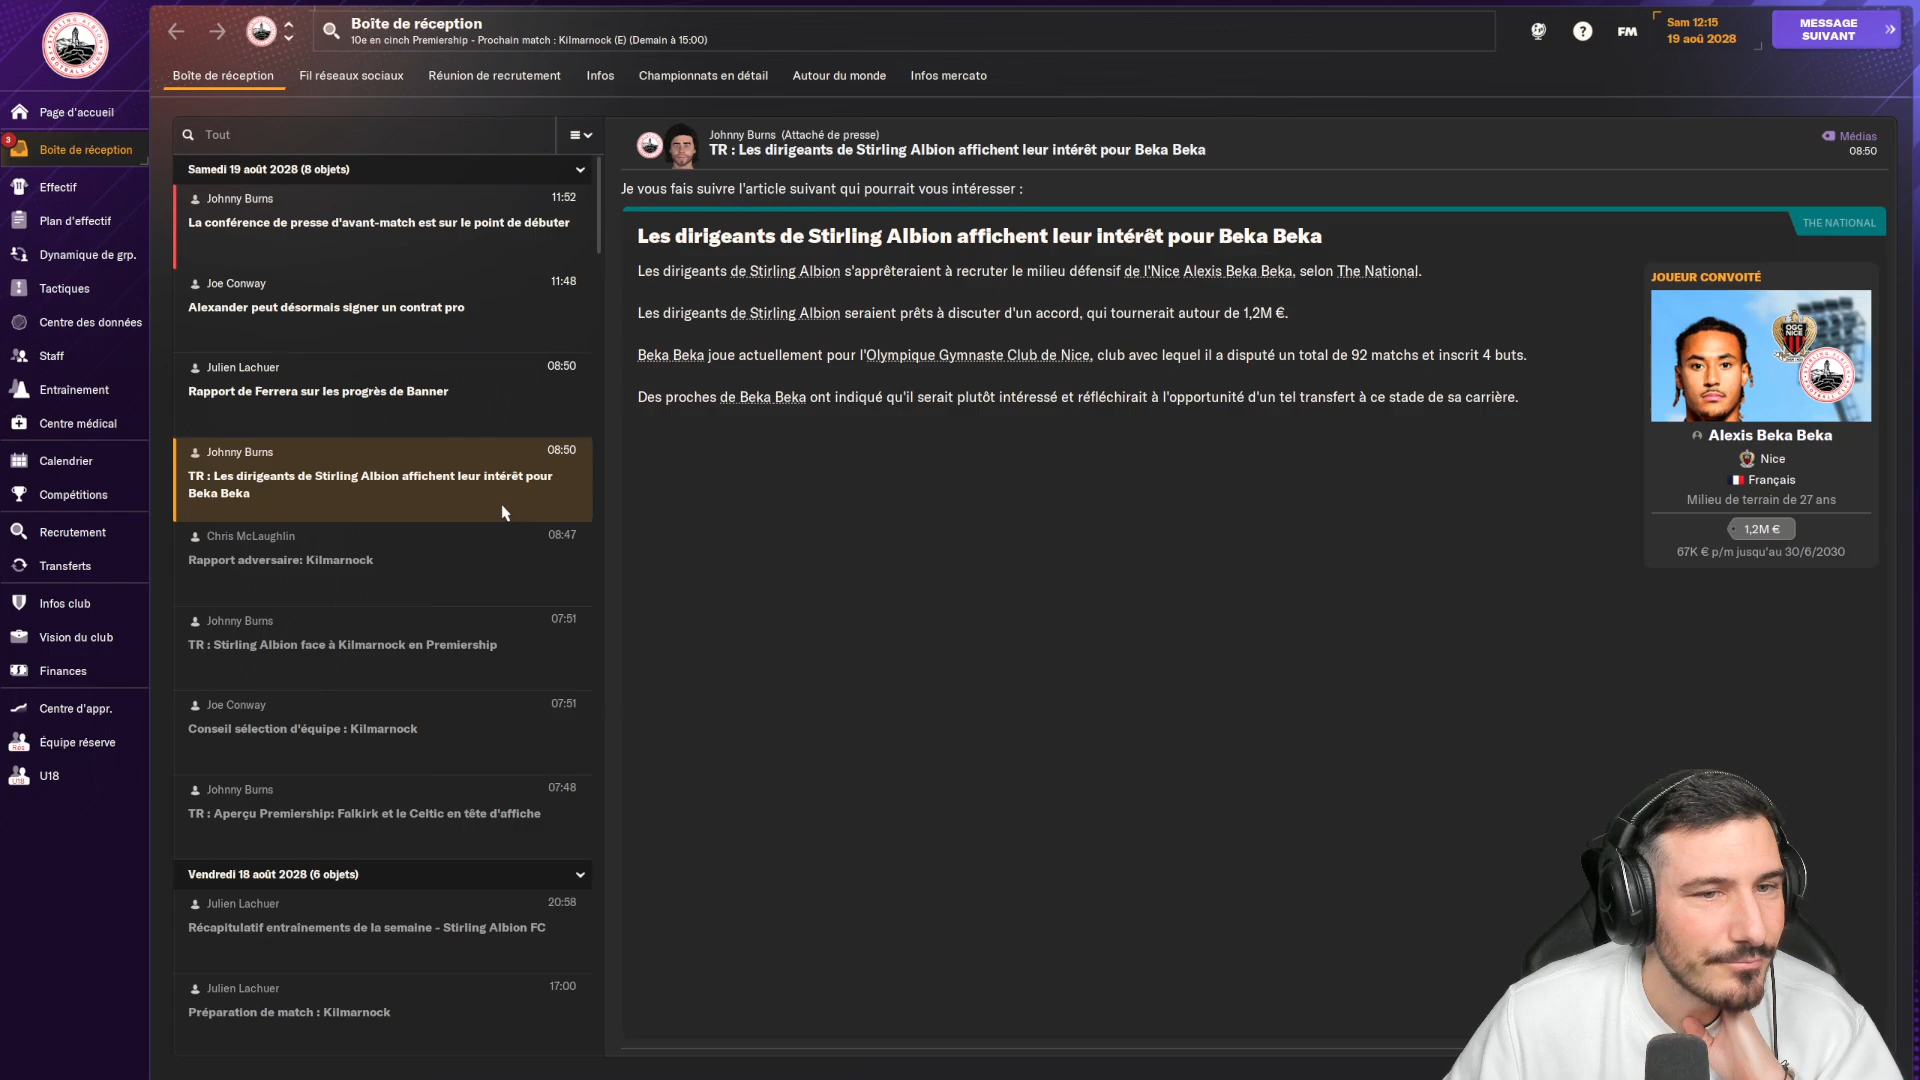 Boîte de réception
10e en cinch Premiership - Prochain match : Kilmarnock (E) (Demain à 15:00)
FM
Sam 12:15
19 aoû 2028
MESSAGE
SUIVANT
Boîte de réception
Fil réseaux sociaux
Réunion de recrutement
Infos
Championnats en détail
Autour du monde
Infos mercato
Page d'accueil
3
Boîte de réception
Effectif
Plan d'effectif
Dynamique de grp.
Tactiques
Centre des données
Staff
Entraînement
Centre médical
Calendrier
Compétitions
Recrutement
Transferts
Infos club
Vision du club
Finances
Centre d'appr.
Équipe réserve
U18
Tout
Samedi 19 août 2028 (8 objets)
Johnny Burns 11:52
La conférence de presse d'avant-match est sur le point de débuter
Joe Conway 11:48
Alexander peut désormais signer un contrat pro
Julien Lachuer 08:50
Rapport de Ferrera sur les progrès de Banner
Johnny Burns 08:50
TR : Les dirigeants de Stirling Albion affichent leur intérêt pour
Beka Beka
Chris McLaughlin 08:47
Rapport adversaire: Kilmarnock
Johnny Burns 07:51
TR : Stirling Albion face à Kilmarnock en Premiership
Joe Conway 07:51
Conseil sélection d'équipe : Kilmarnock
Johnny Burns 07:48
TR : Aperçu Premiership: Falkirk et le Celtic en tête d'affiche
Vendredi 18 août 2028 (6 objets)
Julien Lachuer 20:58
Récapitulatif entraînements de la semaine - Stirling Albion FC
Julien Lachuer 17:00
Préparation de match : Kilmarnock
Johnny Burns (Attaché de presse)
TR : Les dirigeants de Stirling Albion affichent leur intérêt pour Beka Beka
Médias
08:50
Je vous fais suivre l'article suivant qui pourrait vous intéresser :
THE NATIONAL
Les dirigeants de Stirling Albion affichent leur intérêt pour Beka Beka
Les dirigeants de Stirling Albion s'apprêteraient à recruter le milieu défensif de l'Nice Alexis Beka Beka, selon The National.
Les dirigeants de Stirling Albion seraient prêts à discuter d'un accord, qui tournerait autour de 1,2M €.
Beka Beka joue actuellement pour l'Olympique Gymnaste Club de Nice, club avec lequel il a disputé un total de 92 matchs et inscrit 4 buts.
Des proches de Beka Beka ont indiqué qu'il serait plutôt intéressé et réfléchirait à l'opportunité d'un tel transfert à ce stade de sa carrière.
JOUEUR CONVOITÉ
OGC
NICE
Alexis Beka Beka
Nice
Français
Milieu de terrain de 27 ans
1,2M €
67K € p/m jusqu'au 30/6/2030